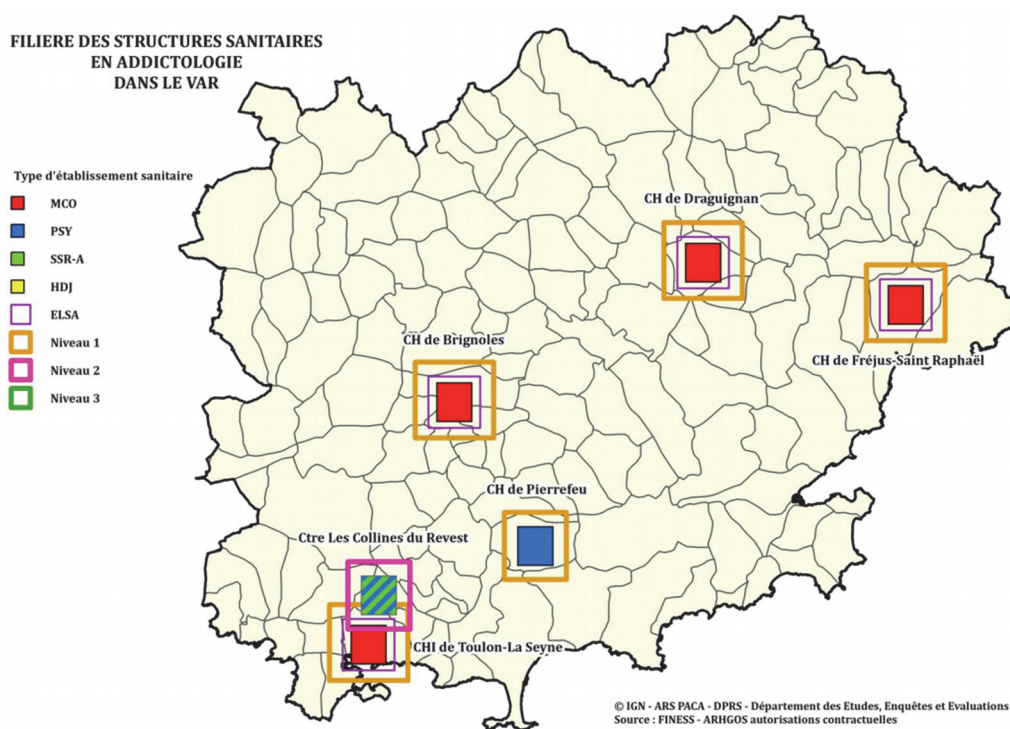 FILIERE DES STRUCTURES SANITAIRES
EN ADDICTOLOGIE
DANS LE VAR
Type d'établissement sanitaire
MCO
PSY
SSR-A
HDJ
ELSA
Niveau 1
Niveau 2
Niveau 3
CH de Draguignan
CH de Fréjus-Saint Raphaël
CH de Brignoles
CH de Pierrefeu
Ctre Les Collines du Revest
CHI de Toulon-La Seyne
© IGN - ARS PACA - DPRS - Département des Etudes, Enquêtes et Evaluations
Source : FINESS - ARHGOS autorisations contractuelles